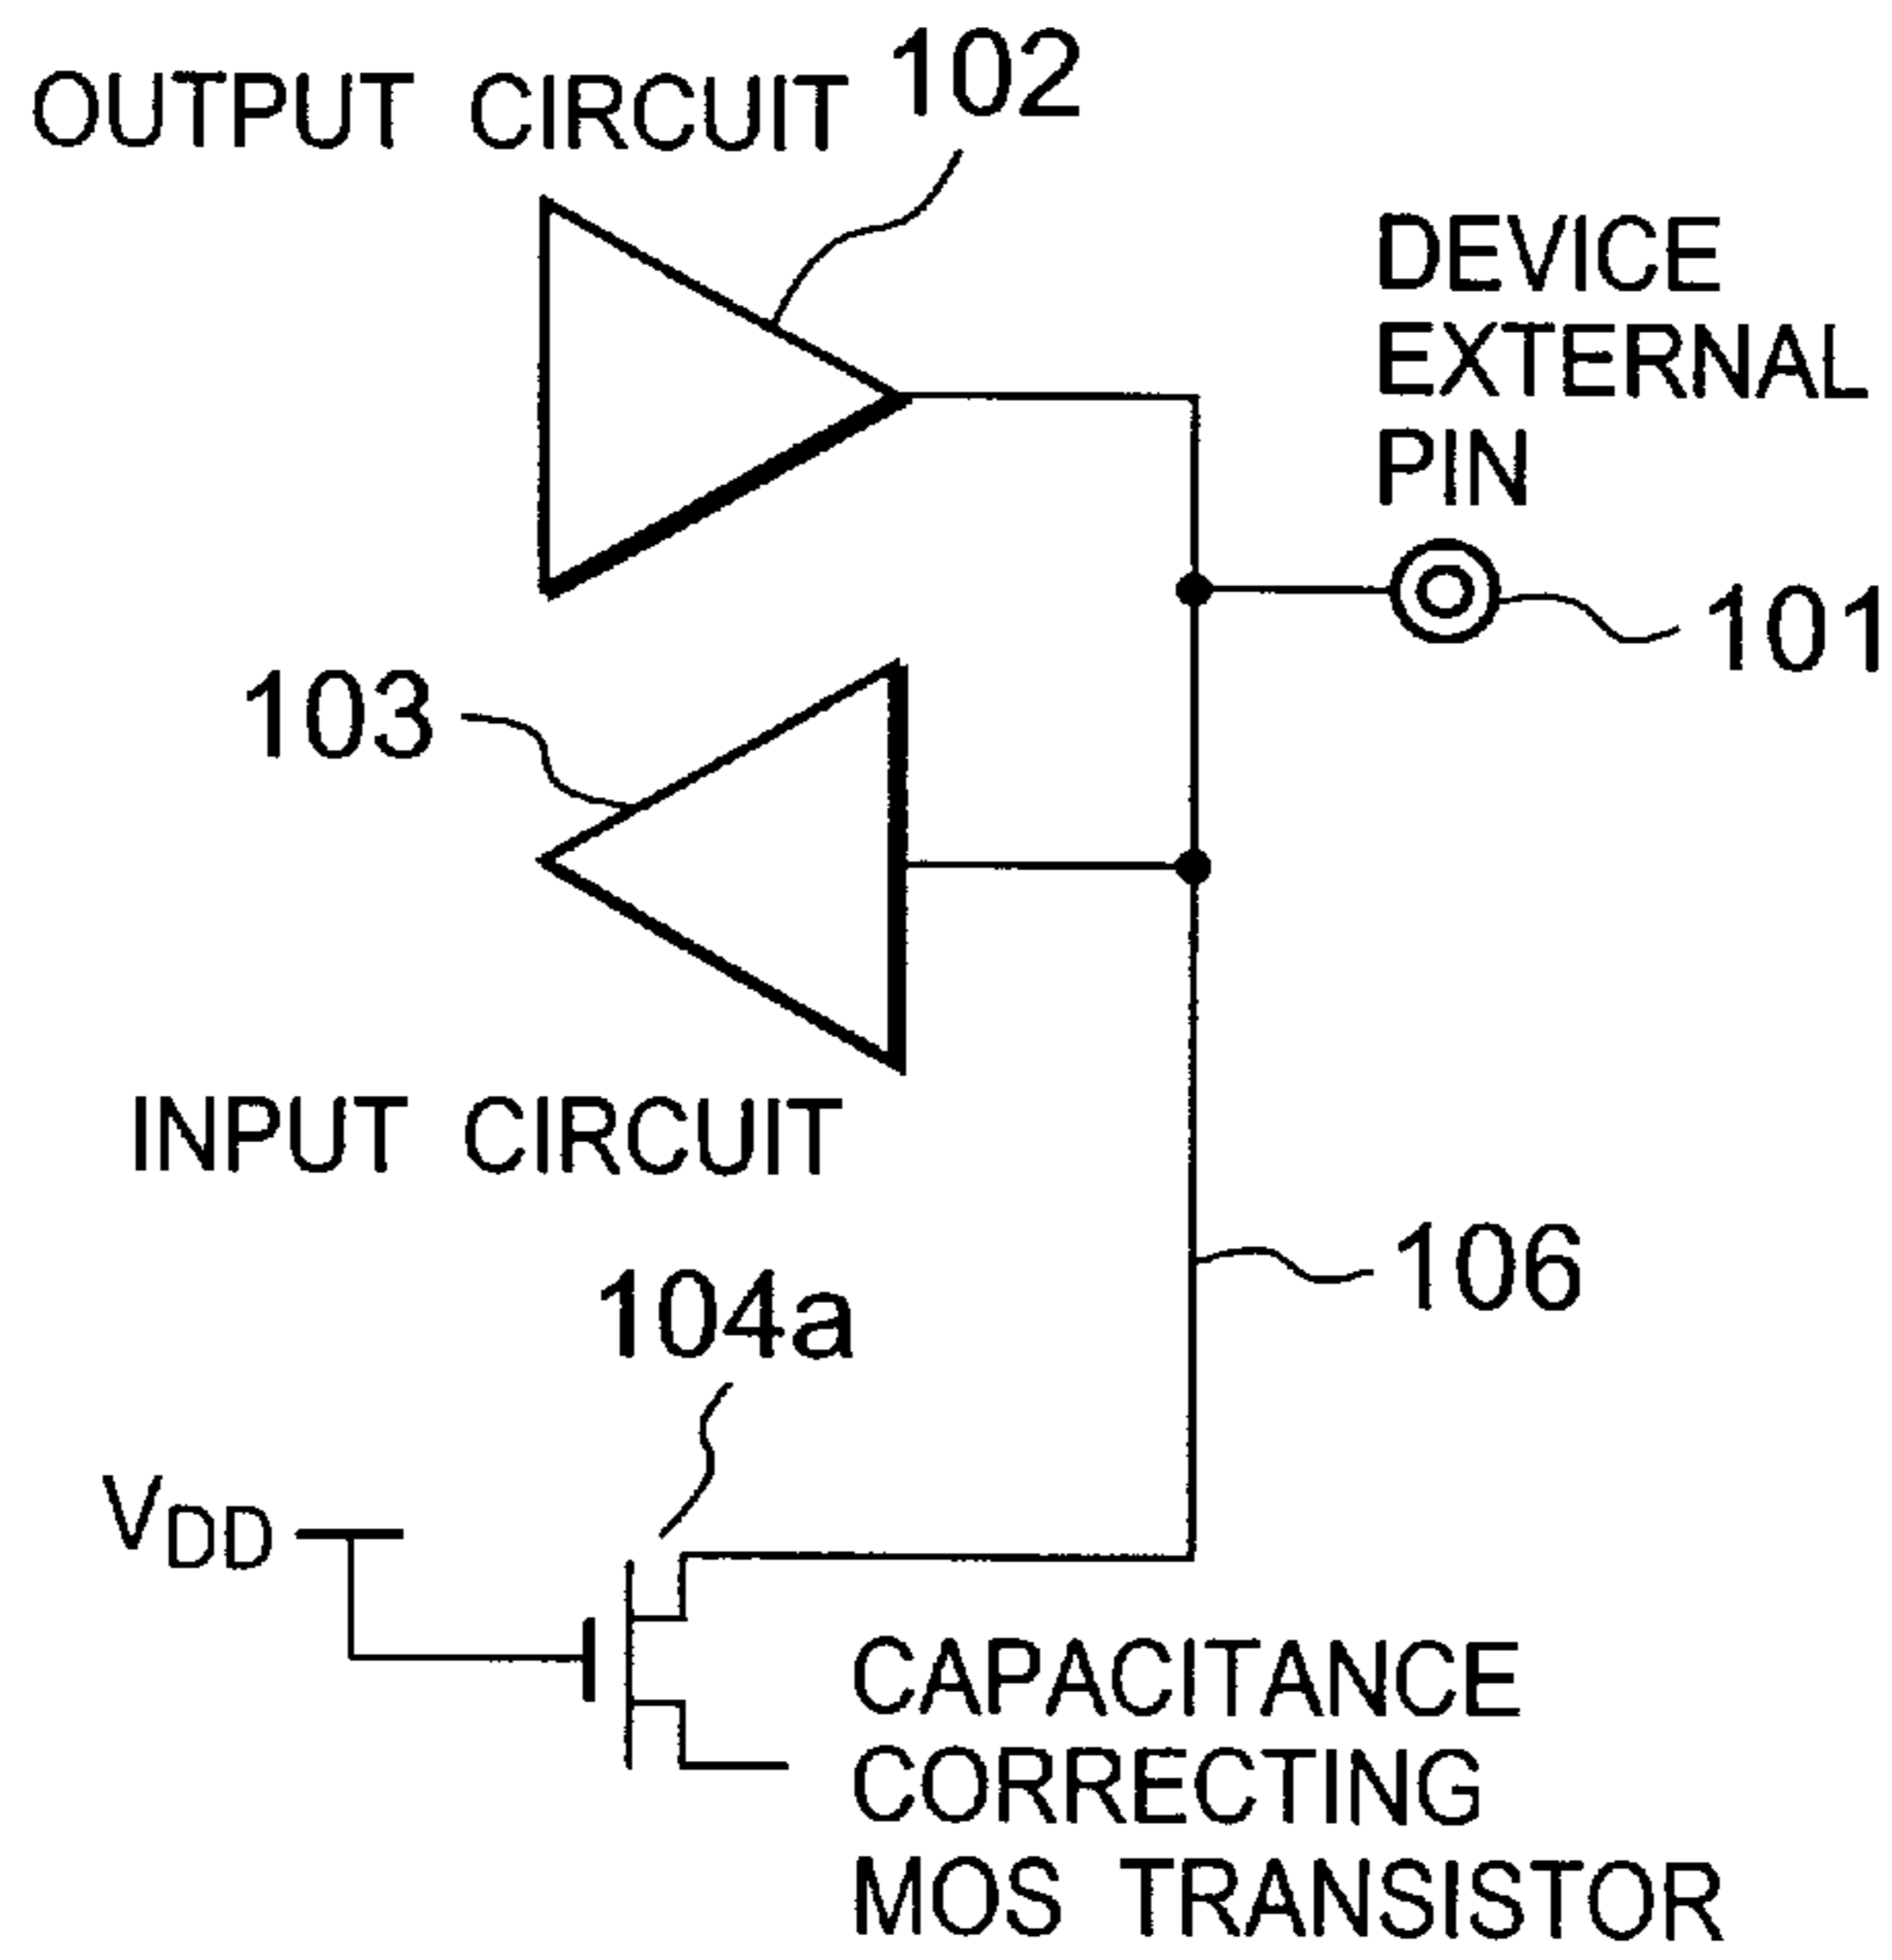 OUTPUT CIRCUIT
102
DEVICE
EXTERNAL
PIN
101
103
INPUT CIRCUIT
106
104a
VDD
CAPACITANCE
CORRECTING
MOS TRANSISTOR